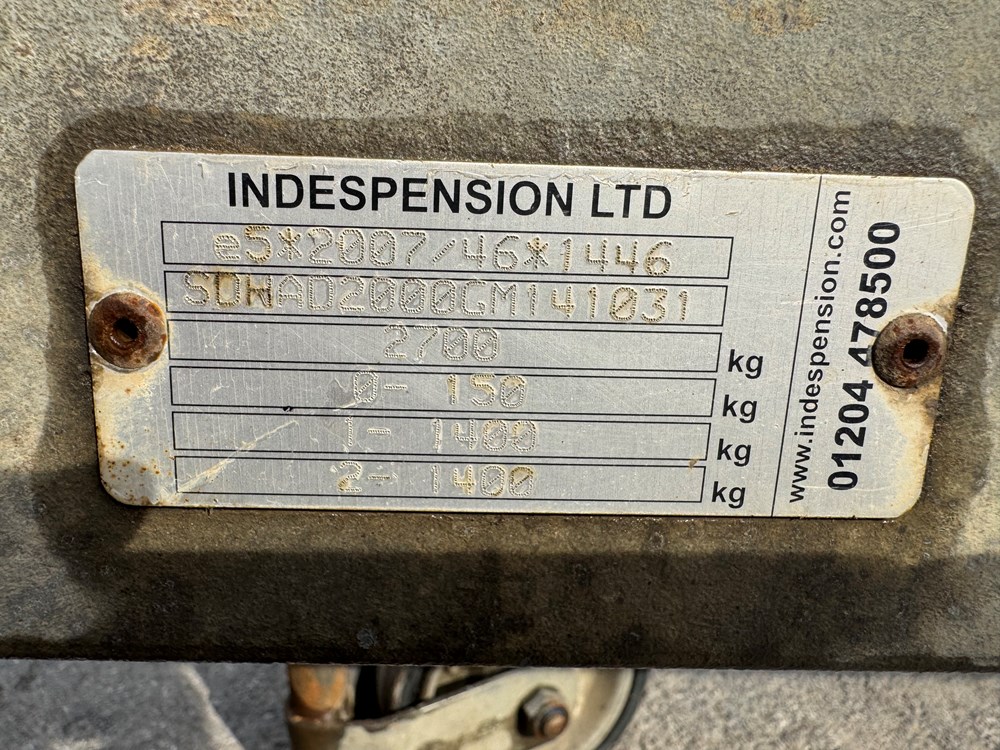 INDESPENSION LTD
e5*2007/46*1446
SDWAD2000GM141031
2700 kg
0- 150 kg
1- 1400 kg
2- 1400 kg
www.indespension.com
01204 478500